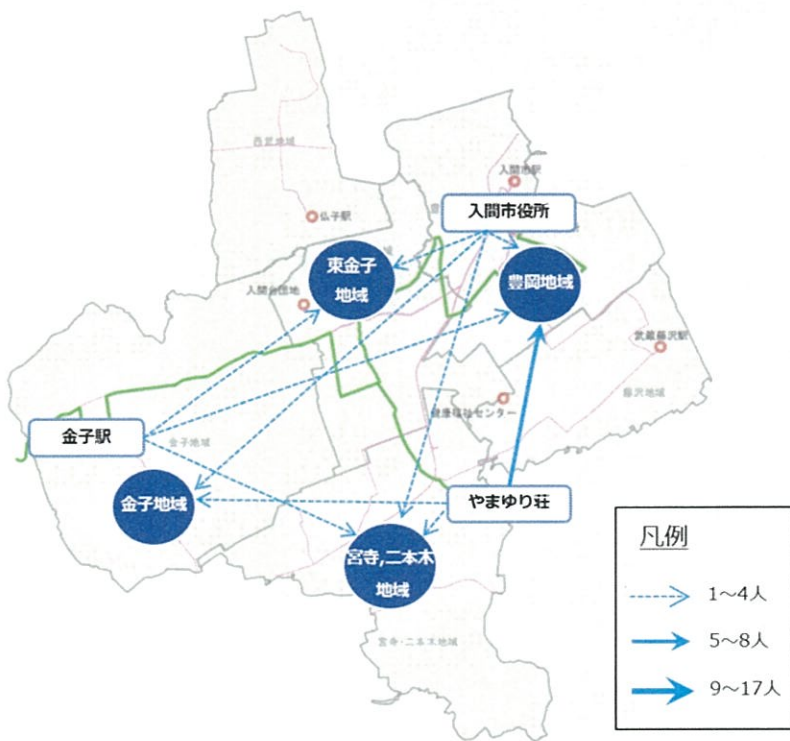 西武地域
入間市駅
入間市役所
仏子駅
東金子
地域
豊岡地域
入間台団地
武蔵藤沢駅
健康福祉センター
藤沢地域
金子駅
金子地域
金子地域
やまゆり荘
宮寺,二本木
地域
宮寺・二本木地域
凡例
1～4人
5～8人
9～17人